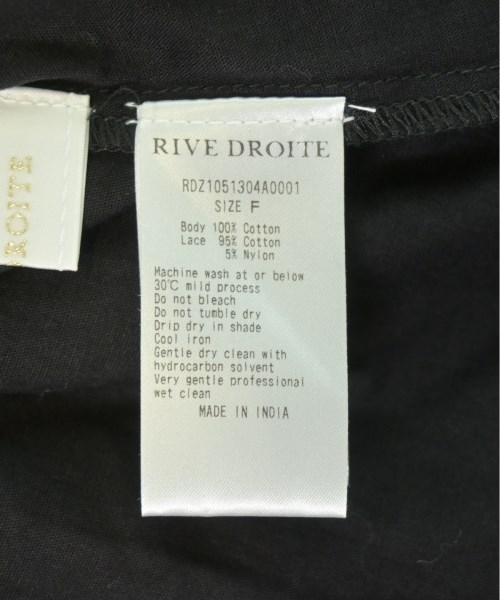 RIVE DROITE
RDZ1051304A0001
SIZE F
Body 100% Cotton
Lace 95% Cotton
5% Nylon
Machine wash at or below
30℃ mild process
Do not bleach
Do not tumble dry
Drip dry in shade
Cool iron
Gentle dry clean with
hydrocarbon solvent
Very gentle professional
wet clean
MADE IN INDIA
ROITE